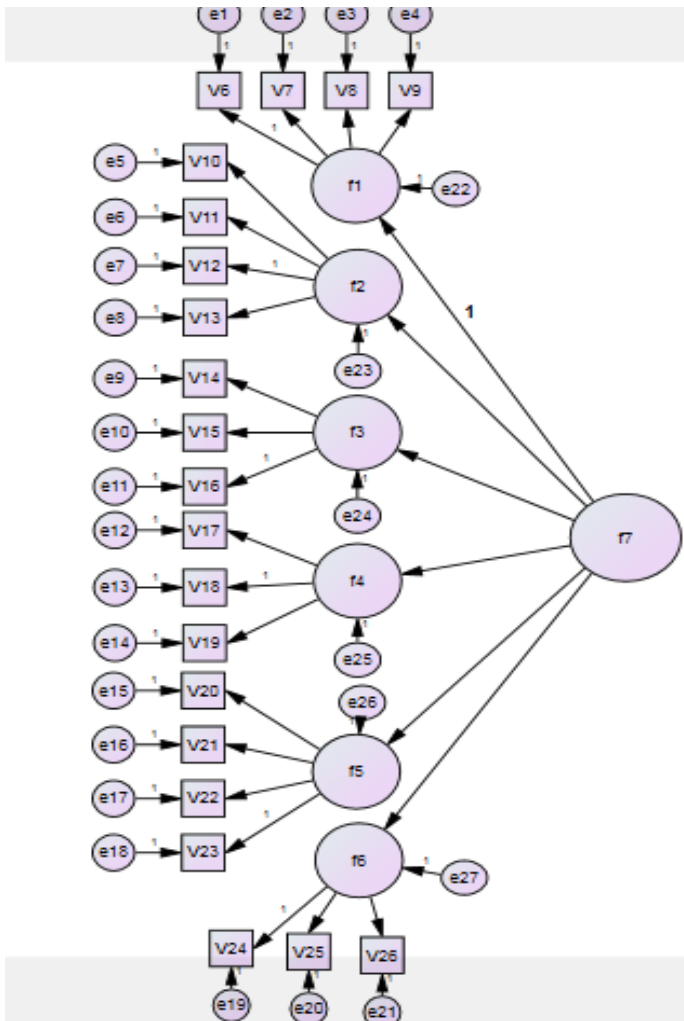 e1 e2 e3 e4
1 1 1 1
V6 V7 V8 V9
1
e5 1 V10
f1 1 e22
e6 1 V11
e7 1 V12 1
f2
1
e8 1 V13
1
e23
e9 1 V14
e10 1 V15
f3
1
e11 1 V16
1
e24
e12 1 V17
f7
e13 1 V18 1
f4
e14 1 V19
1
e25
e15 1 V20
e26
1
e16 1 V21
f5
e17 1 V22
1
e18 1 V23
f6 1 e27
1
V24 V25 V26
1 1 1
e19 e20 e21